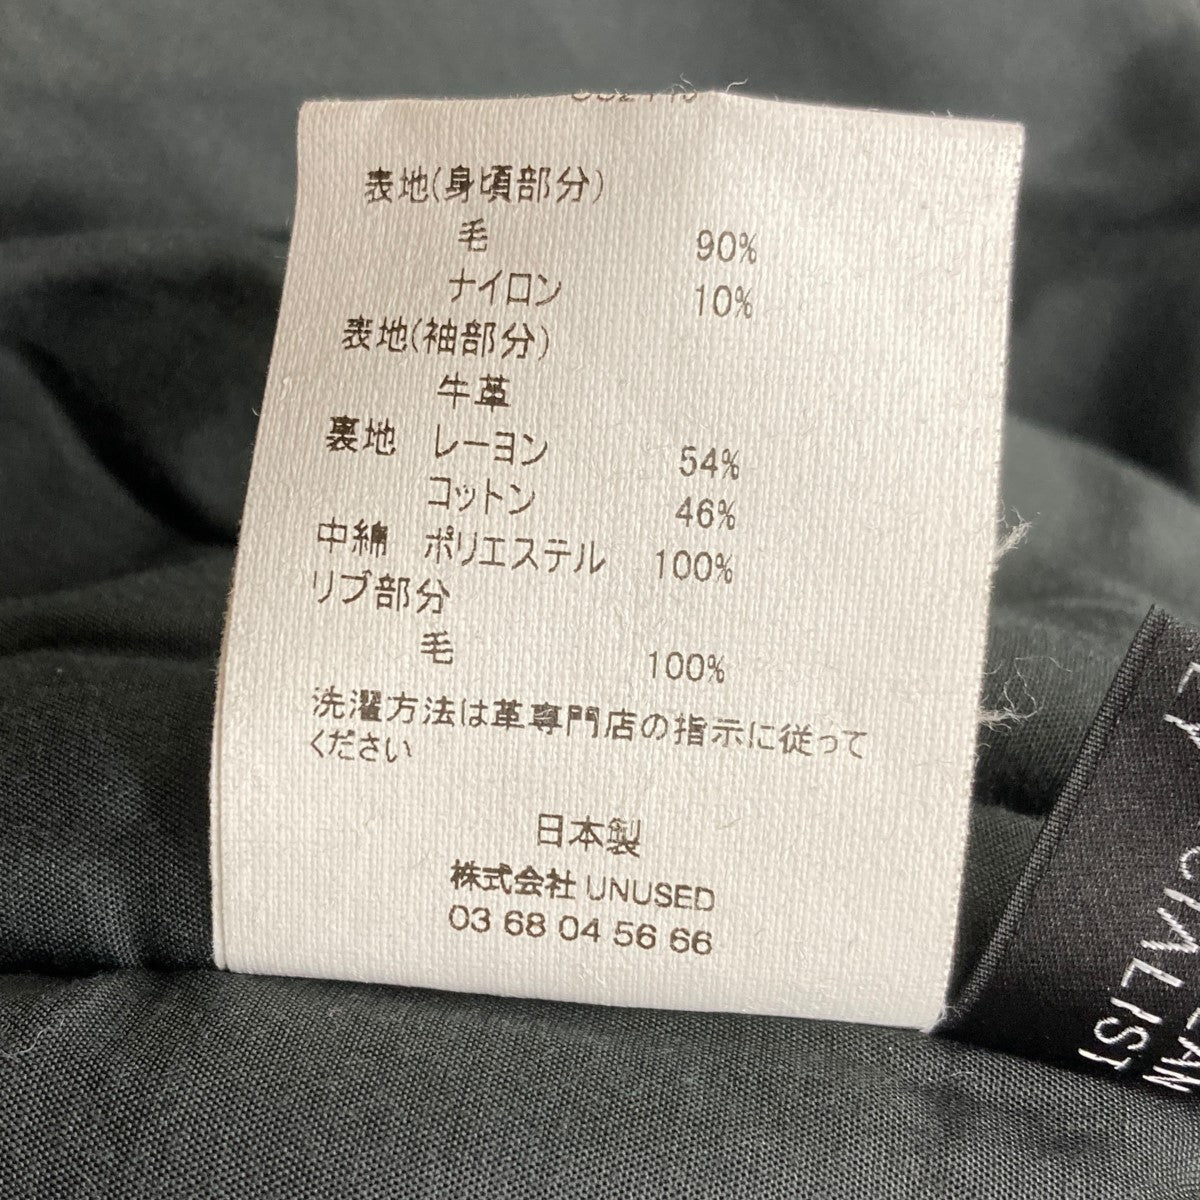 表地(身頃部分)
毛 90%
ナイロン 10%
表地(袖部分)
牛革
裏地 レーヨン 54%
コットン 46%
中綿 ポリエステル 100%
リブ部分
毛 100%
洗濯方法は革専門店の指示に従って
ください
日本製
株式会社 UNUSED
03 68 04 56 66